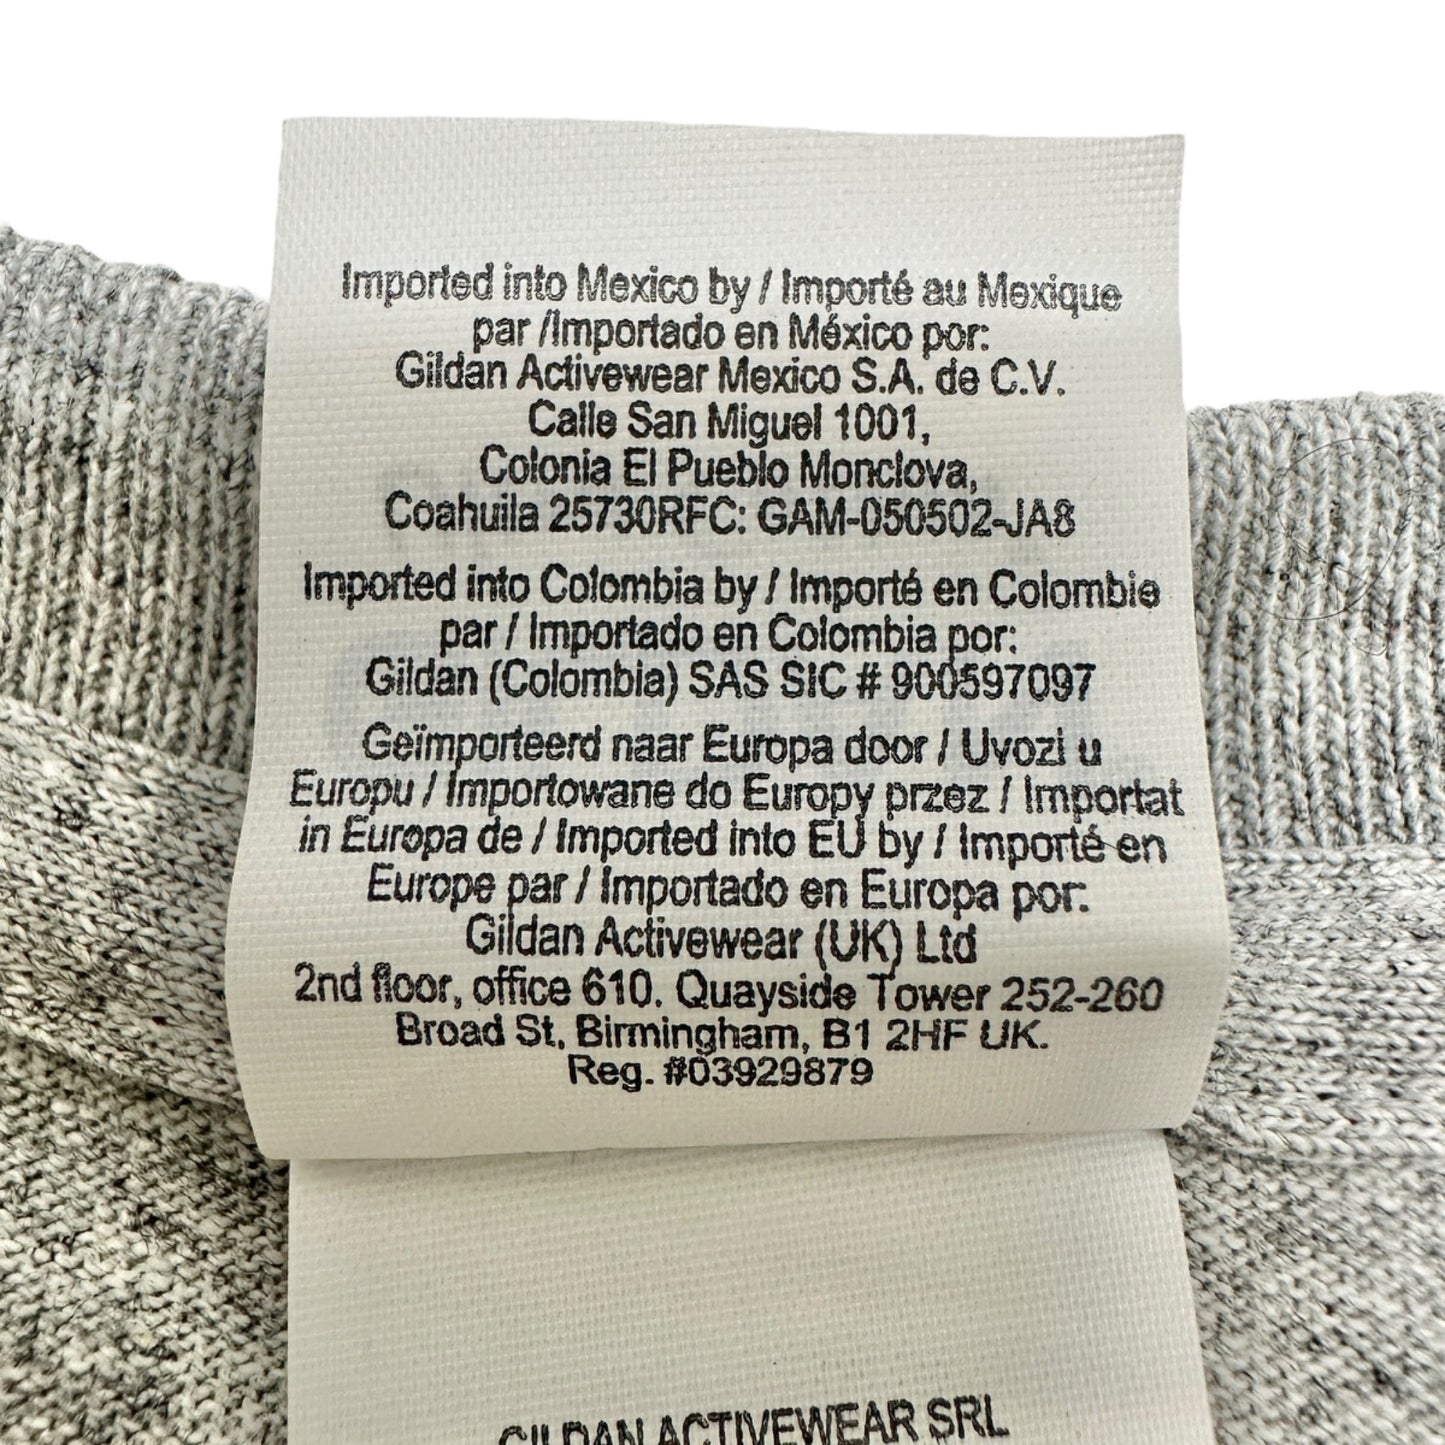 Imported into Mexico by / Importé au Mexique
par /Importado en México por:
Gildan Activewear Mexico S.A. de C.V.
Calle San Miguel 1001,
Colonia El Pueblo Monclova,
Coahuila 25730RFC: GAM-050502-JA8
Imported into Colombia by / Importé en Colombie
par / Importado en Colombia por:
Gildan (Colombia) SAS SIC # 900597097
Geïmporteerd naar Europa door / Uvozi u
Europu / Importowane do Europy przez / Importat
in Europa de / Imported into EU by / Importé en
Europe par / Importado en Europa por:
Gildan Activewear (UK) Ltd
2nd floor, office 610. Quayside Tower 252-260
Broad St, Birmingham, B1 2HF UK.
Reg. #03929879
GILDAN ACTIVEWEAR SRL